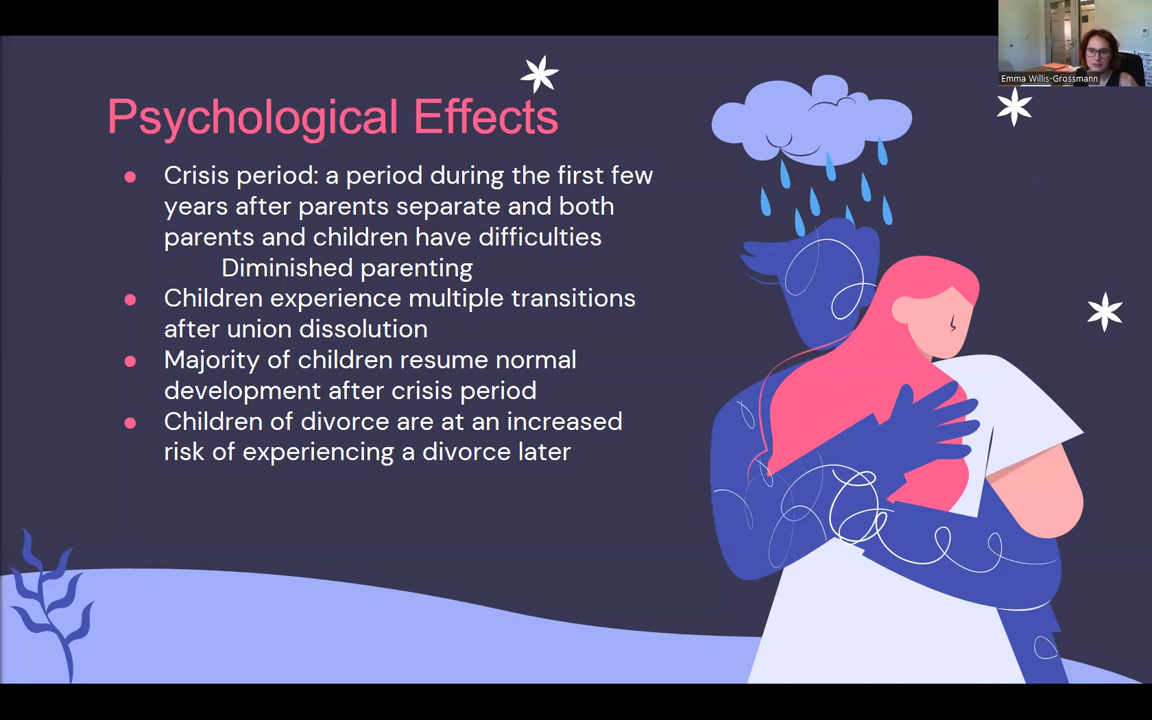 Emma Willis-Grossmann
Psychological Effects
● Crisis period: a period during the first few
years after parents separate and both
parents and children have difficulties
Diminished parenting
● Children experience multiple transitions
after union dissolution
● Majority of children resume normal
development after crisis period
● Children of divorce are at an increased
risk of experiencing a divorce later